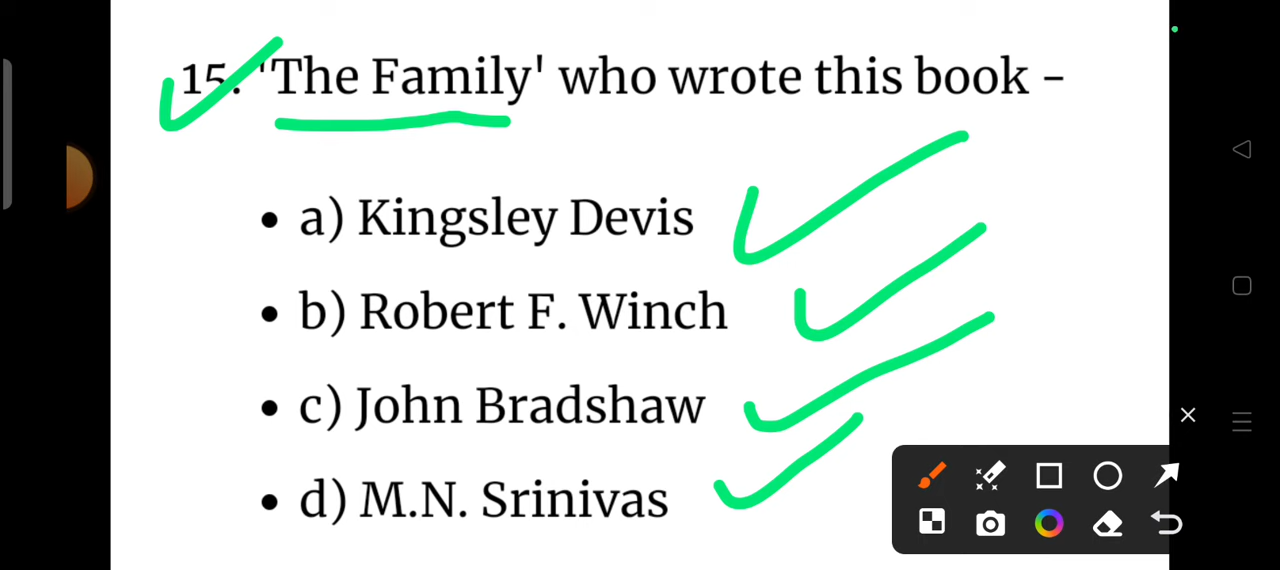 15. 'The Family' who wrote this book -
• a) Kingsley Devis
• b) Robert F. Winch
• c) John Bradshaw
• d) M.N. Srinivas